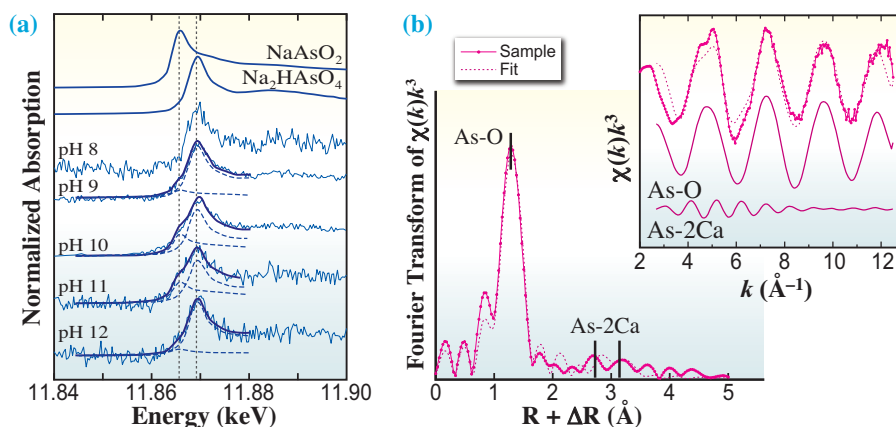 (a)
Normalized Absorption
NaAsO₂
Na₂HAsO₄
pH 8
pH 9
pH 10
pH 11
pH 12
11.84 11.86 11.88 11.90
Energy (keV)
(b)
Sample
Fit
Fourier Transform of χ(k)k³
As-O
As-2Ca
0 1 2 3 4 5
R + ΔR (Å)
χ(k)k³
As-O
As-2Ca
2 4 6 8 10 12
k (Å⁻¹)